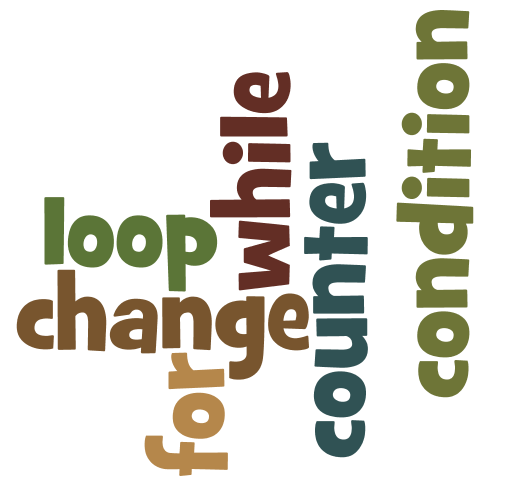 loop
change
for
while
counter
condition